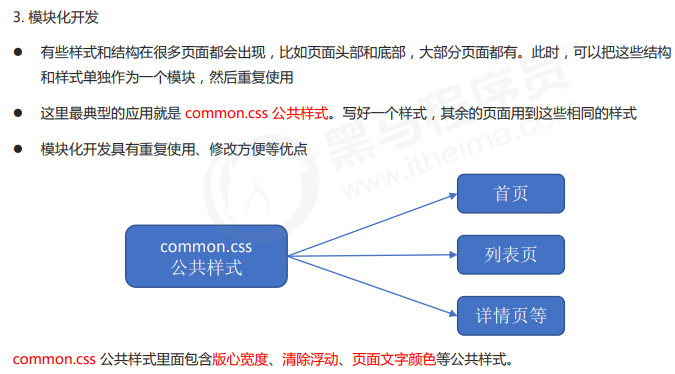 3. 模块化开发
● 有些样式和结构在很多页面都会出现，比如页面头部和底部，大部分页面都有。此时，可以把这些结构
和样式单独作为一个模块，然后重复使用
● 这里最典型的应用就是 common.css 公共样式。写好一个样式，其余的页面用到这些相同的样式
● 模块化开发具有重复使用、修改方便等优点
黑马程序员
www.itheima.com
首页
common.css
公共样式
列表页
详情页等
common.css 公共样式里面包含版心宽度、清除浮动、页面文字颜色等公共样式。